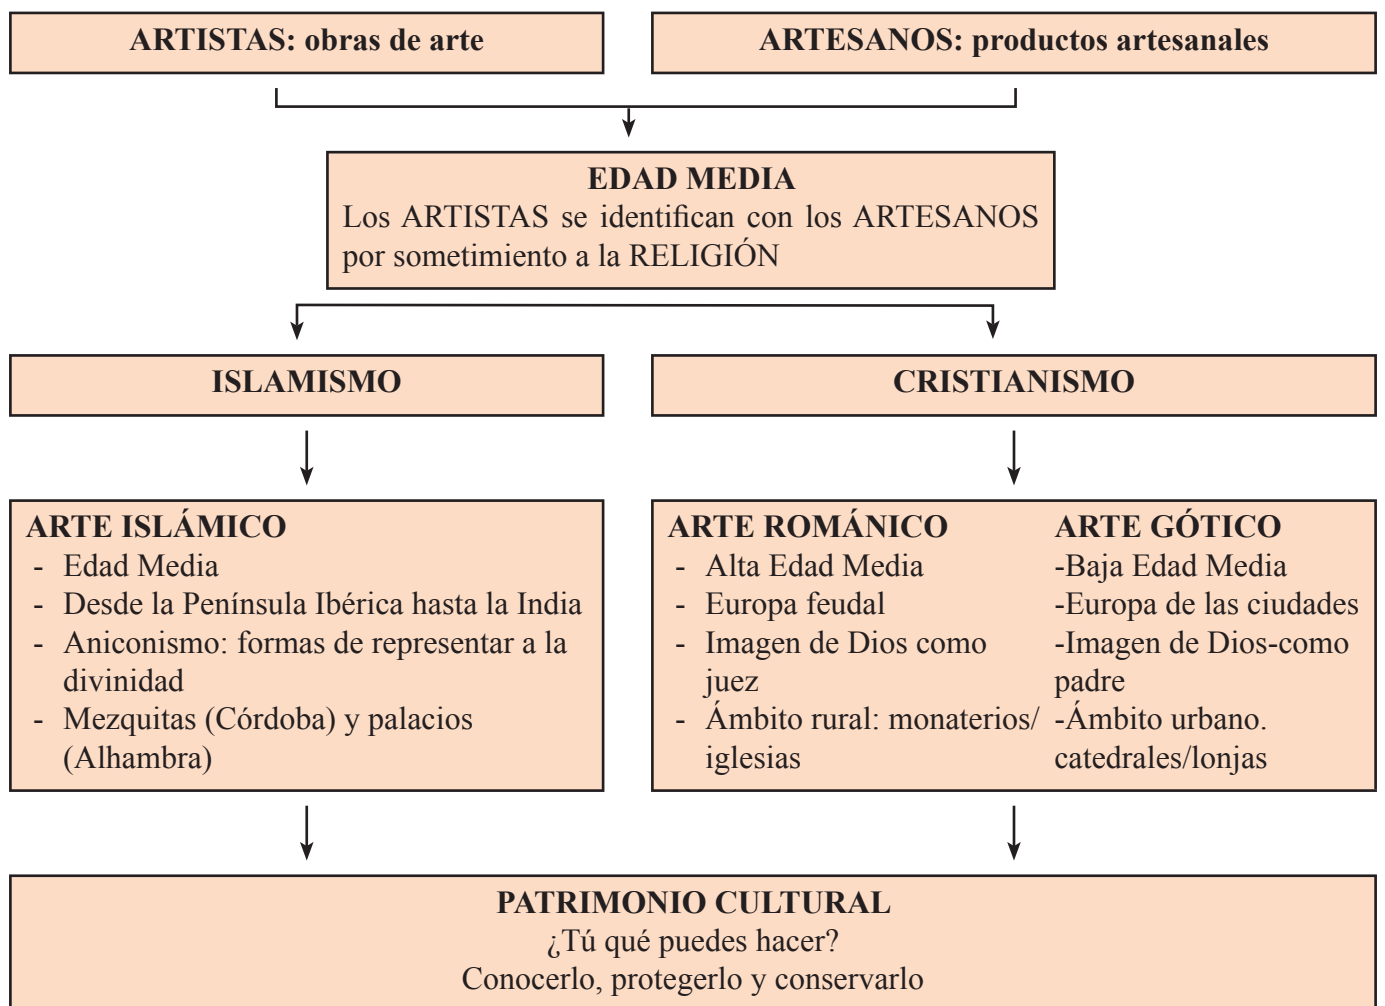 ARTISTAS: obras de arte
ARTESANOS: productos artesanales
EDAD MEDIA
Los ARTISTAS se identifican con los ARTESANOS
por sometimiento a la RELIGIÓN
ISLAMISMO
CRISTIANISMO
ARTE ISLÁMICO
- Edad Media
- Desde la Península Ibérica hasta la India
- Aniconismo: formas de representar a la
divinidad
- Mezquitas (Córdoba) y palacios
(Alhambra)
ARTE ROMÁNICO
- Alta Edad Media
- Europa feudal
- Imagen de Dios como
juez
- Ámbito rural: monaterios/
iglesias
ARTE GÓTICO
-Baja Edad Media
-Europa de las ciudades
-Imagen de Dios-como
padre
-Ámbito urbano.
catedrales/lonjas
PATRIMONIO CULTURAL
¿Tú qué puedes hacer?
Conocerlo, protegerlo y conservarlo